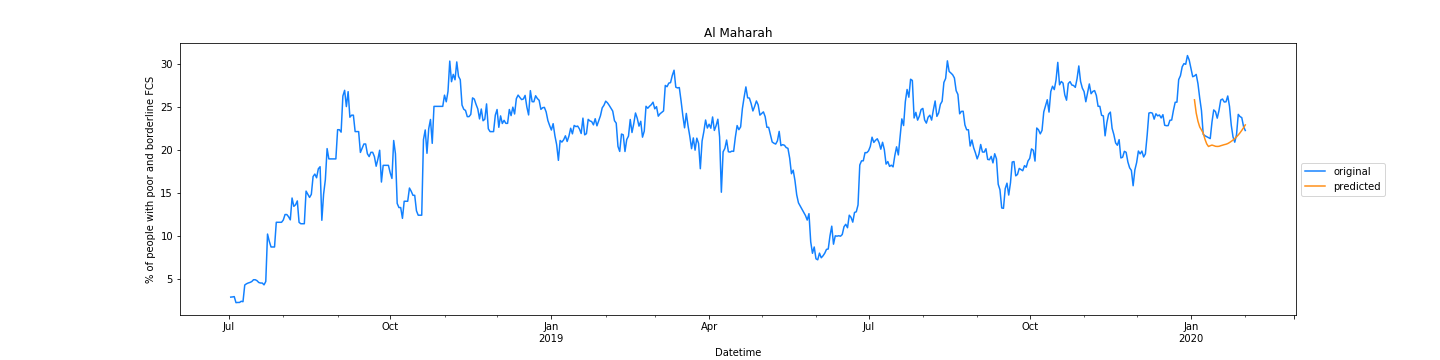 Al Maharah
% of people with poor and borderline FCS
30
25
20
15
10
5
Jul
Oct
Jan
2019
Apr
Jul
Oct
Jan
2020
Datetime
original
predicted